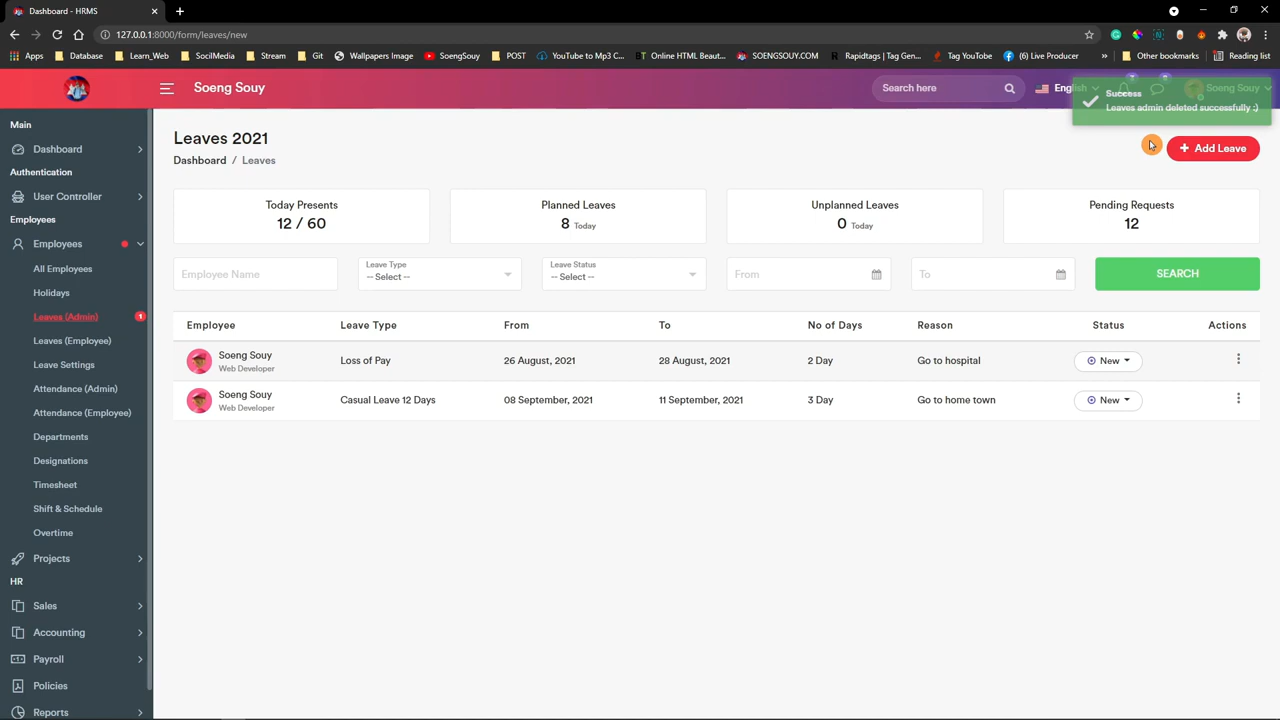 Dashboard - HRMS
127.0.0.1:8000/form/leaves/new
Apps Database Learn_Web SocilMedia Stream Git Wallpapers Image SoengSouy POST YouTube to Mp3 C... Online HTML Beaut... SOENGSOUY.COM Rapidtags | Tag Gen... Tag YouTube (6) Live Producer » Other bookmarks Reading list
Soeng Souy
Search here
English
Soeng Souy
Success
Leaves admin deleted successfully :)
Main
Dashboard
Authentication
User Controller
Employees
Employees
All Employees
Holidays
Leaves (Admin) 1
Leaves (Employee)
Leave Settings
Attendance (Admin)
Attendance (Employee)
Departments
Designations
Timesheet
Shift & Schedule
Overtime
Projects
HR
Sales
Accounting
Payroll
Policies
Reports
Leaves 2021
Dashboard / Leaves
+ Add Leave
Today Presents
12 / 60
Planned Leaves
8 Today
Unplanned Leaves
0 Today
Pending Requests
12
Employee Name
Leave Type
-- Select --
Leave Status
-- Select --
From
To
SEARCH
Employee Leave Type From To No of Days Reason Status Actions
Soeng Souy
Web Developer
Loss of Pay 26 August, 2021 28 August, 2021 2 Day Go to hospital New
Soeng Souy
Web Developer
Casual Leave 12 Days 08 September, 2021 11 September, 2021 3 Day Go to home town New